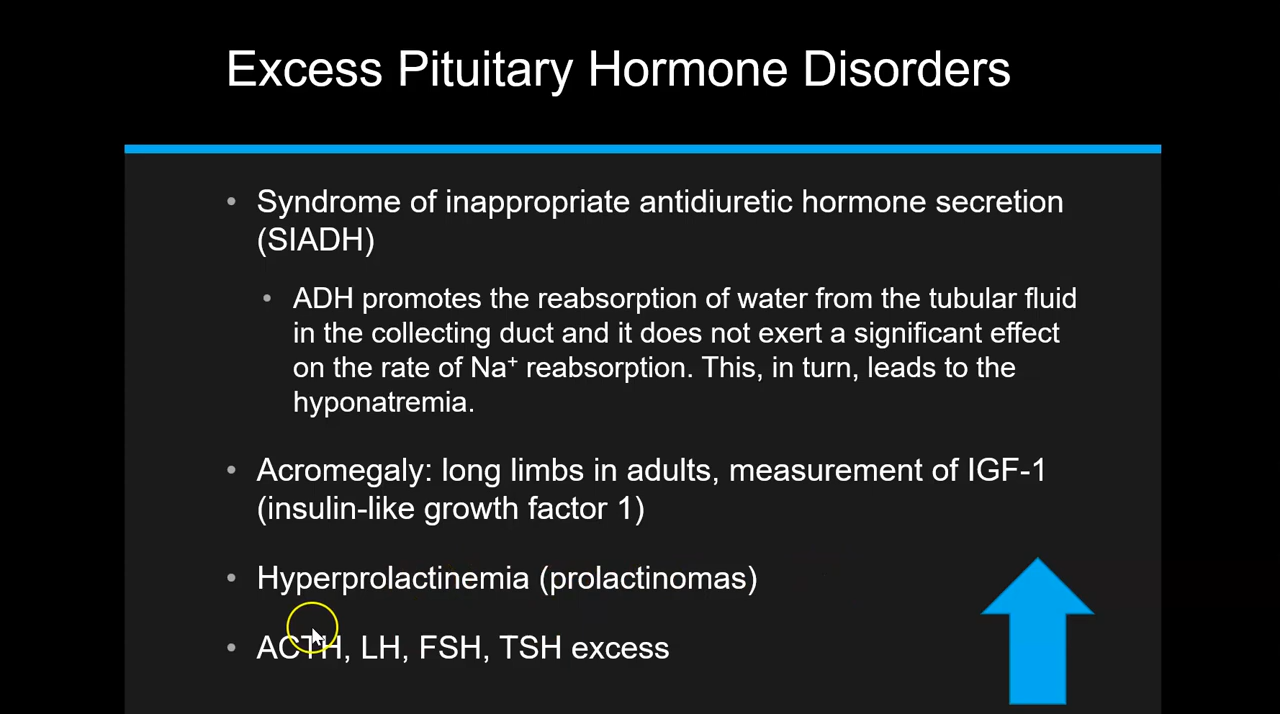 Excess Pituitary Hormone Disorders
• Syndrome of inappropriate antidiuretic hormone secretion
(SIADH)
• ADH promotes the reabsorption of water from the tubular fluid
in the collecting duct and it does not exert a significant effect
on the rate of Na⁺ reabsorption. This, in turn, leads to the
hyponatremia.
• Acromegaly: long limbs in adults, measurement of IGF-1
(insulin-like growth factor 1)
• Hyperprolactinemia (prolactinomas)
• ACTH, LH, FSH, TSH excess